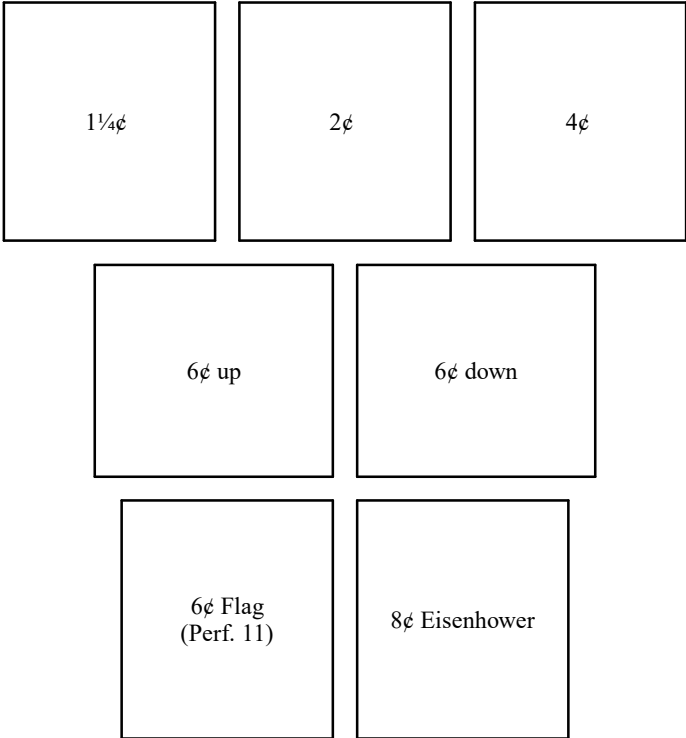 1¼¢
2¢
4¢
6¢ up
6¢ down
6¢ Flag
(Perf. 11)
8¢ Eisenhower